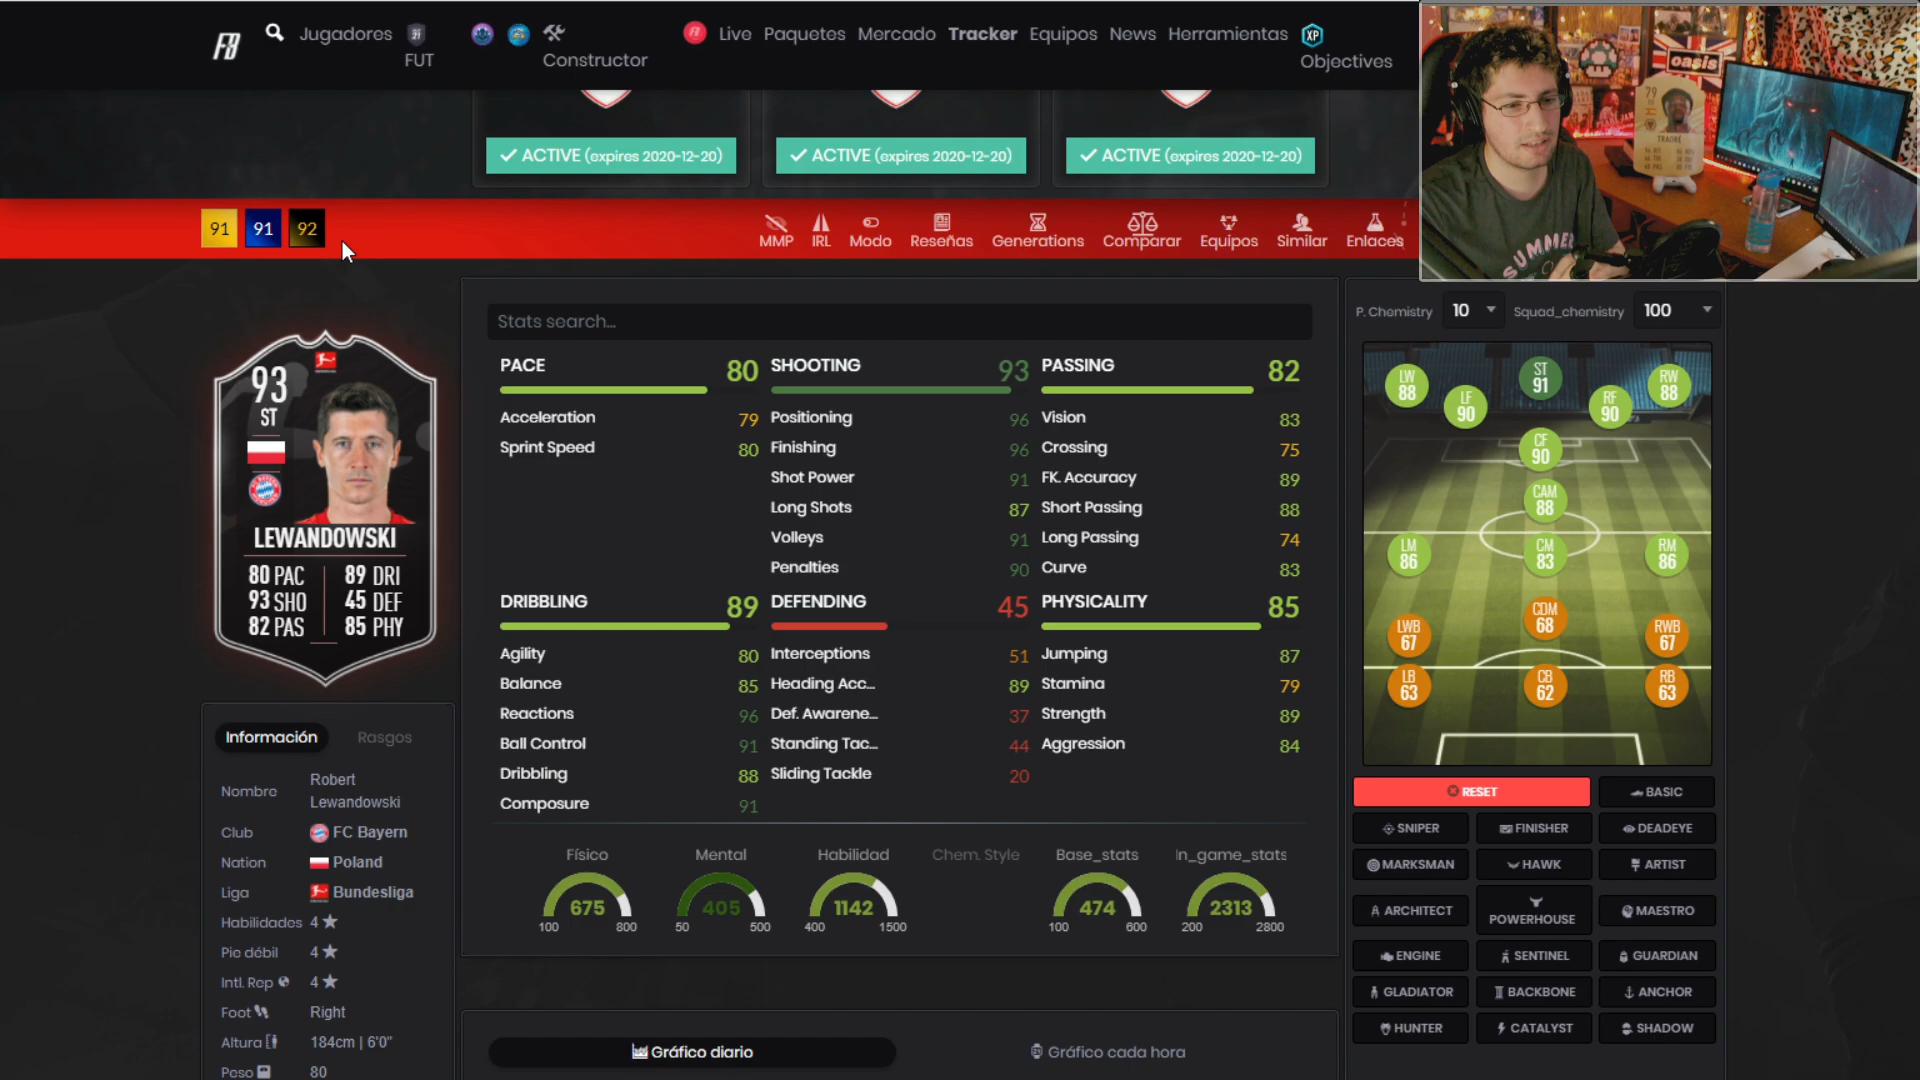 F8
Jugadores
21
FUT
Constructor
Live
Paquetes
Mercado
Tracker
Equipos
News
Herramientas
XP
Objectives
ACTIVE (expires 2020-12-20)
ACTIVE (expires 2020-12-20)
ACTIVE (expires 2020-12-20)
91
91
92
MMP
IRL
Modo
Reseñas
Generations
Comparar
Equipos
Similar
Enlaces
oasis
79
TRAORÉ
SUMMER
Stats search...
P. Chemistry 10
Squad_chemistry 100
93
ST
LEWANDOWSKI
80 PAC 89 DRI
93 SHO 45 DEF
82 PAS 85 PHY
PACE 80
Acceleration 79
Sprint Speed 80
SHOOTING 93
Positioning 96
Finishing 96
Shot Power 91
Long Shots 87
Volleys 91
Penalties 90
PASSING 82
Vision 83
Crossing 75
FK. Accuracy 89
Short Passing 88
Long Passing 74
Curve 83
DRIBBLING 89
Agility 80
Balance 85
Reactions 96
Ball Control 91
Dribbling 88
Composure 91
DEFENDING 45
Interceptions 51
Heading Acc... 89
Def. Awarene... 37
Standing Tac... 44
Sliding Tackle 20
PHYSICALITY 85
Jumping 87
Stamina 79
Strength 89
Aggression 84
Físico
675
100 800
Mental
405
50 500
Habilidad
1142
400 1500
Chem. Style
Base_stats
474
100 600
In_game_stats
2313
200 2800
Gráfico diario
Gráfico cada hora
LW
88
LF
90
ST
91
RF
90
RW
88
CF
90
CAM
88
LM
86
CM
83
RM
86
LWB
67
CDM
68
RWB
67
LB
63
CB
62
RB
63
RESET
BASIC
SNIPER
FINISHER
DEADEYE
MARKSMAN
HAWK
ARTIST
ARCHITECT
POWERHOUSE
MAESTRO
ENGINE
SENTINEL
GUARDIAN
GLADIATOR
BACKBONE
ANCHOR
HUNTER
CATALYST
SHADOW
Información
Rasgos
Nombre Robert
Lewandowski
Club FC Bayern
Nation Poland
Liga Bundesliga
Habilidades 4
Pie débil 4
Intl. Rep 4
Foot Right
Altura 184cm | 6'0"
Peso 80